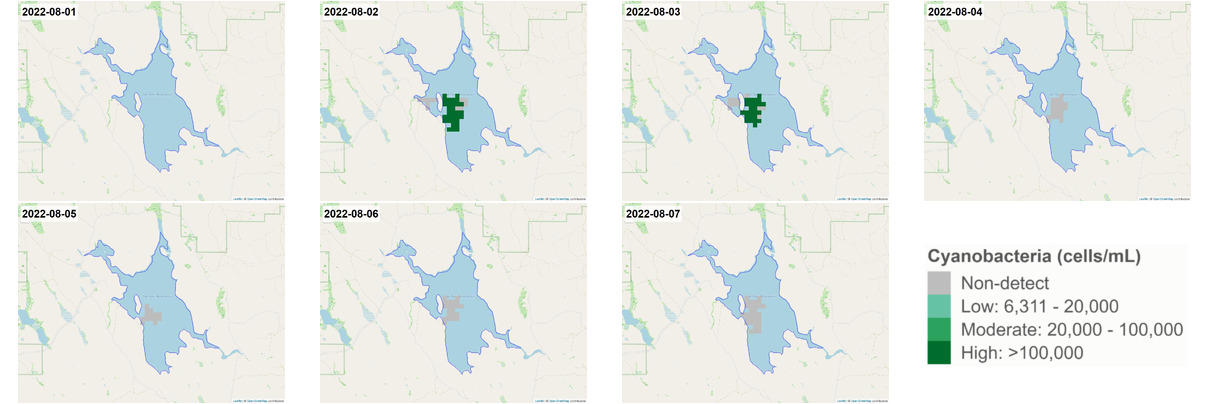 2022-08-01
2022-08-02
2022-08-03
2022-08-04
Leaflet | © OpenStreetMap contributors
Leaflet | © OpenStreetMap contributors
Leaflet | © OpenStreetMap contributors
Leaflet | © OpenStreetMap contributors
2022-08-05
2022-08-06
2022-08-07
Cyanobacteria (cells/mL)
Non-detect
Low: 6,311 - 20,000
Moderate: 20,000 - 100,000
High: >100,000
Leaflet | © OpenStreetMap contributors
Leaflet | © OpenStreetMap contributors
Leaflet | © OpenStreetMap contributors